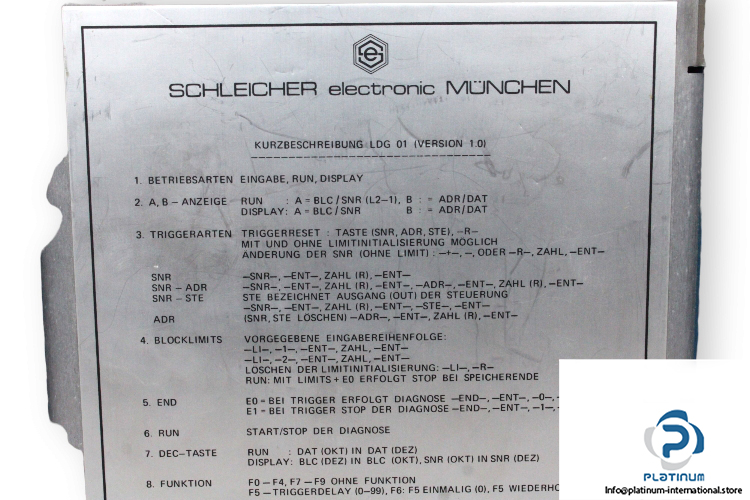 SCHLEICHER electronic MÜNCHEN
KURZBESCHREIBUNG LDG 01 (VERSION 1.0)
1. BETRIEBSARTEN EINGABE, RUN, DISPLAY
2. A, B – ANZEIGE RUN : A = BLC / SNR (L2–1), B : = ADR/DAT
DISPLAY: A = BLC / SNR B : = ADR/DAT
3. TRIGGERARTEN TRIGGERRESET : TASTE (SNR, ADR, STE), –R–
MIT UND OHNE LIMITINITIALISIERUNG MÖGLICH
ÄNDERUNG DER SNR (OHNE LIMIT) : –+–, –, ODER –R–, ZAHL, –ENT–
SNR –SNR–, –ENT–, ZAHL (R), –ENT–
SNR – ADR –SNR–, –ENT–, ZAHL (R), –ENT–, –ADR–, –ENT–, ZAHL (R), –ENT–
SNR – STE STE BEZEICHNET AUSGANG (OUT) DER STEUERUNG
–SNR–, –ENT–, ZAHL (R), –ENT–, –STE–, –ENT–
ADR (SNR, STE LÖSCHEN) –ADR–, –ENT–, ZAHL (R), –ENT–
4. BLOCKLIMITS VORGEGEBENE EINGABEREIHENFOLGE:
–LI–, –1–, –ENT–, ZAHL, –ENT–
–LI–, –2–, –ENT–, ZAHL, –ENT–
LÖSCHEN DER LIMITINITIALISIERUNG: –LI–, –R–
RUN: MIT LIMITS + E0 ERFOLGT STOP BEI SPEICHERENDE
5. END E0 = BEI TRIGGER ERFOLGT DIAGNOSE –END–, –ENT–, –0–,
E1 = BEI TRIGGER STOP DER DIAGNOSE –END–, –ENT–, –1–,
6. RUN START/STOP DER DIAGNOSE
7. DEC–TASTE RUN : DAT (OKT) IN DAT (DEZ)
DISPLAY: BLC (DEZ) IN BLC (OKT), SNR (OKT) IN SNR (DEZ)
8. FUNKTION F0 – F4, F7 – F9 OHNE FUNKTION
F5 – TRIGGERDELAY (0–99), F6: F5 EINMALIG (0), F5 WIEDERHO
PLATINUM
INTERNATIONAL
Info@platinum-international.store